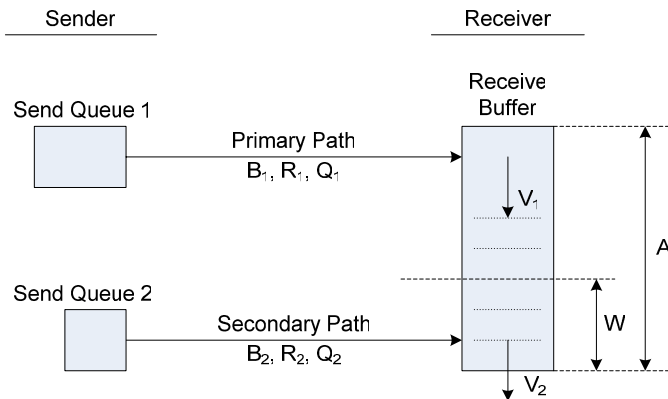 Sender
Receiver
Receive
Buffer
Send Queue 1
Primary Path
B₁, R₁, Q₁
V₁
A
Send Queue 2
Secondary Path
B₂, R₂, Q₂
W
V₂